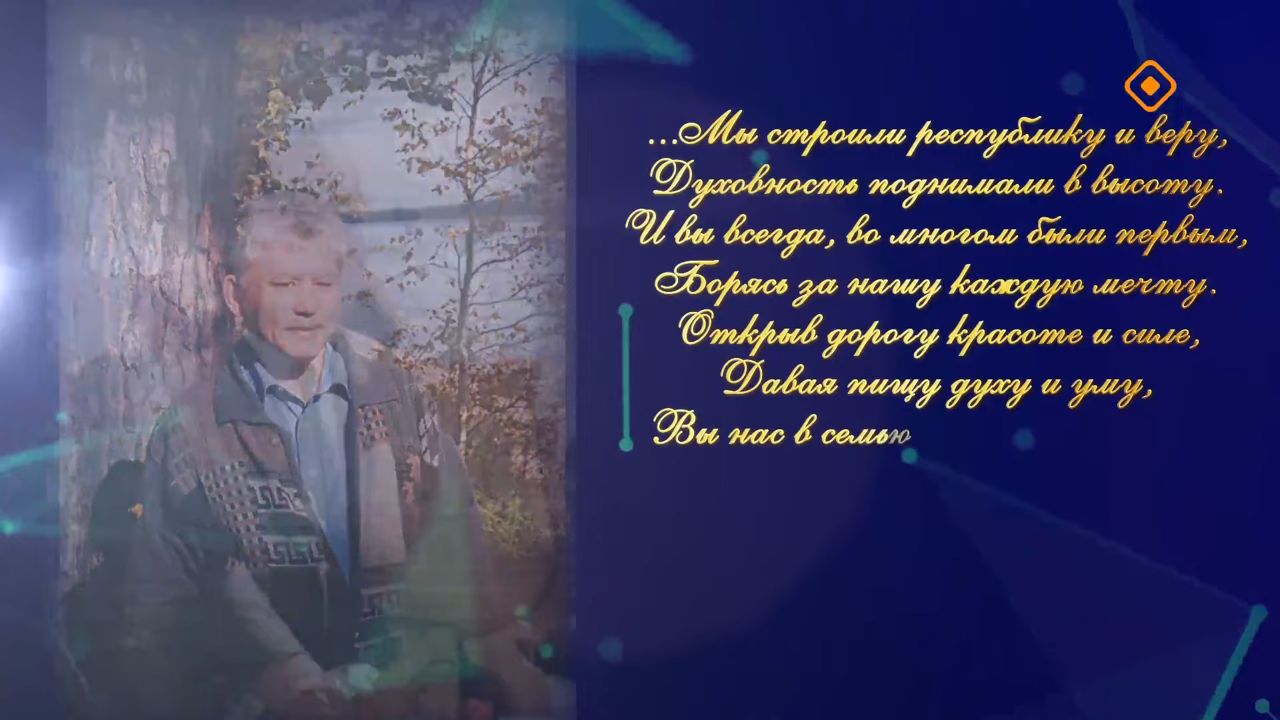 ...Мы строили республику и веру,
Духовность поднимали в высоту.
И вы всегда, во многом были первым,
Борясь за нашу каждую мечту.
Открыв дорогу красоте и силе,
Давая пищу духу и уму,
Вы нас в семью